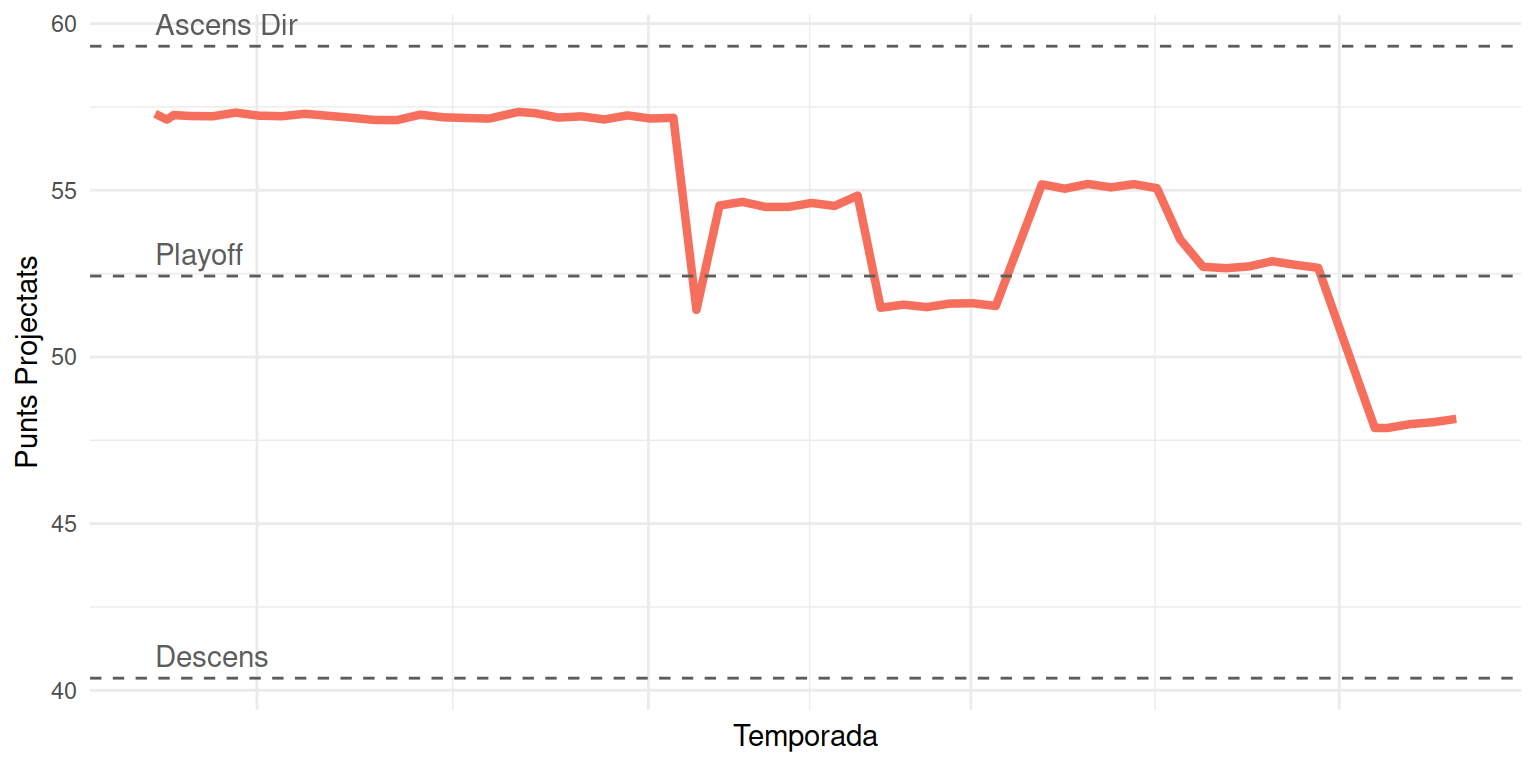 60
Ascens Dir
55
Playoff
50
45
Descens
40
Punts Projectats
Temporada